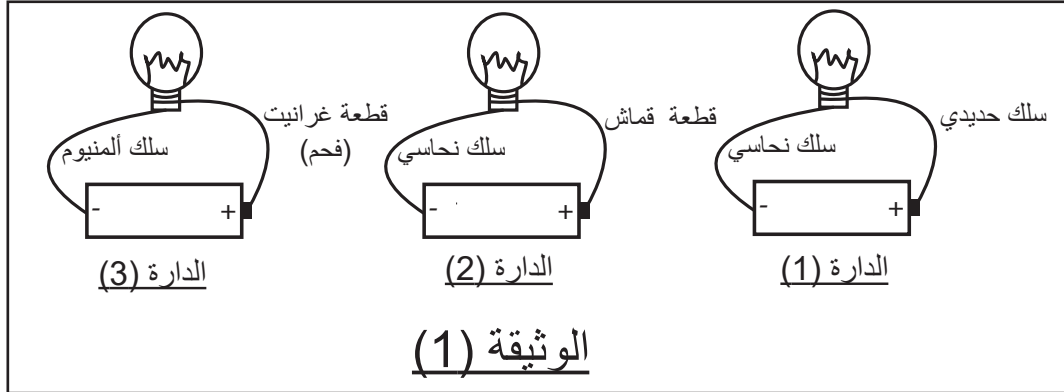 سلك حديدي
سلك نحاسي
- +
الدارة (1)
قطعة قماش
سلك نحاسي
- +
الدارة (2)
قطعة غرانيت
(فحم)
سلك ألمنيوم
- +
الدارة (3)
الوثيقة (1)